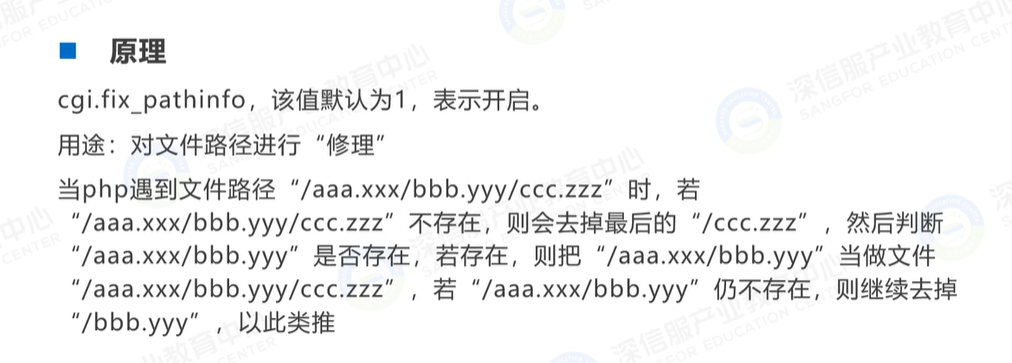 原理
cgi.fix_pathinfo，该值默认为1，表示开启。
用途：对文件路径进行“修理”
当php遇到文件路径“/aaa.xxx/bbb.yyy/ccc.zzz”时，若
“/aaa.xxx/bbb.yyy/ccc.zzz”不存在，则会去掉最后的“/ccc.zzz”，然后判断
“/aaa.xxx/bbb.yyy”是否存在，若存在，则把“/aaa.xxx/bbb.yyy”当做文件
“/aaa.xxx/bbb.yyy/ccc.zzz”，若“/aaa.xxx/bbb.yyy”仍不存在，则继续去掉
“/bbb.yyy”，以此类推
深信服产业教育中心
SANGFOR EDUCATION CENTER